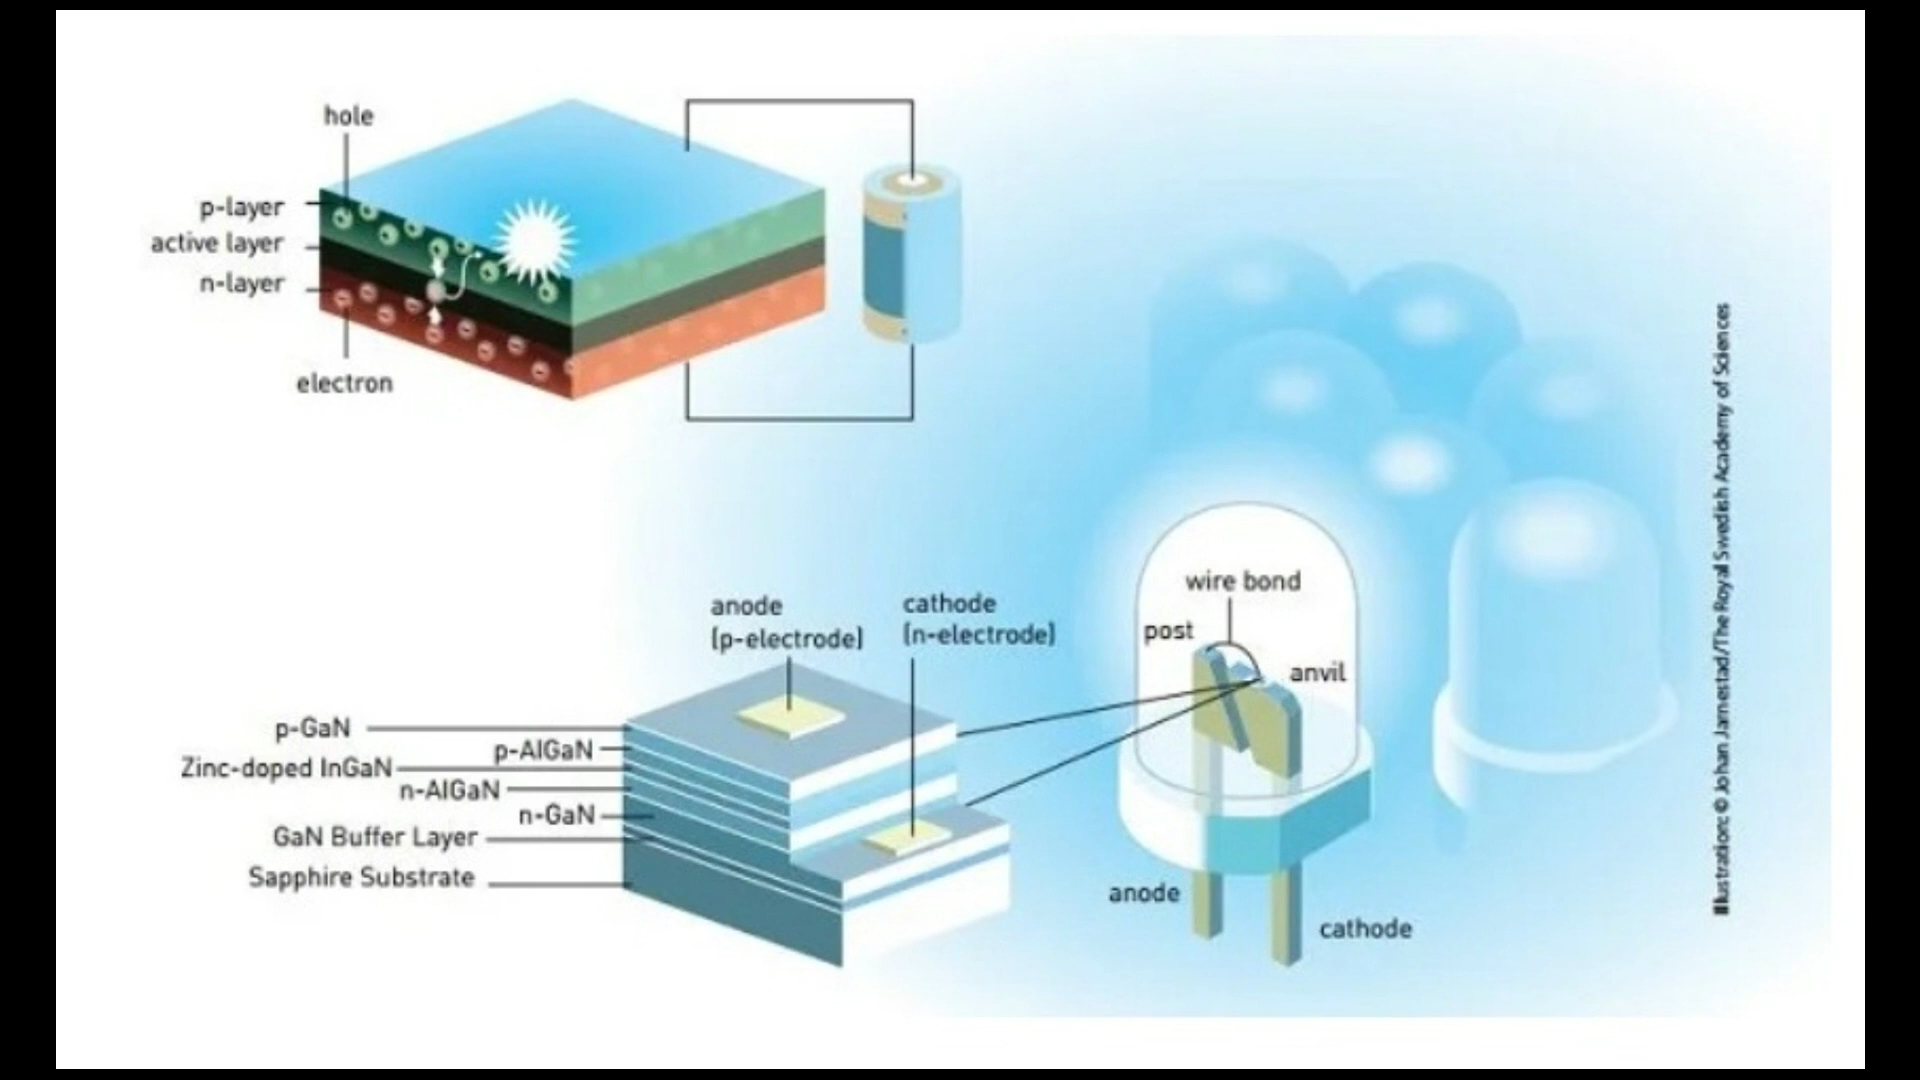 hole
p-layer
active layer
n-layer
electron
anode
(p-electrode)
cathode
(n-electrode)
p-GaN
p-AlGaN
Zinc-doped InGaN
n-AlGaN
n-GaN
GaN Buffer Layer
Sapphire Substrate
wire bond
post
anvil
anode
cathode
Illustration: © Johan Jarnestad/The Royal Swedish Academy of Sciences